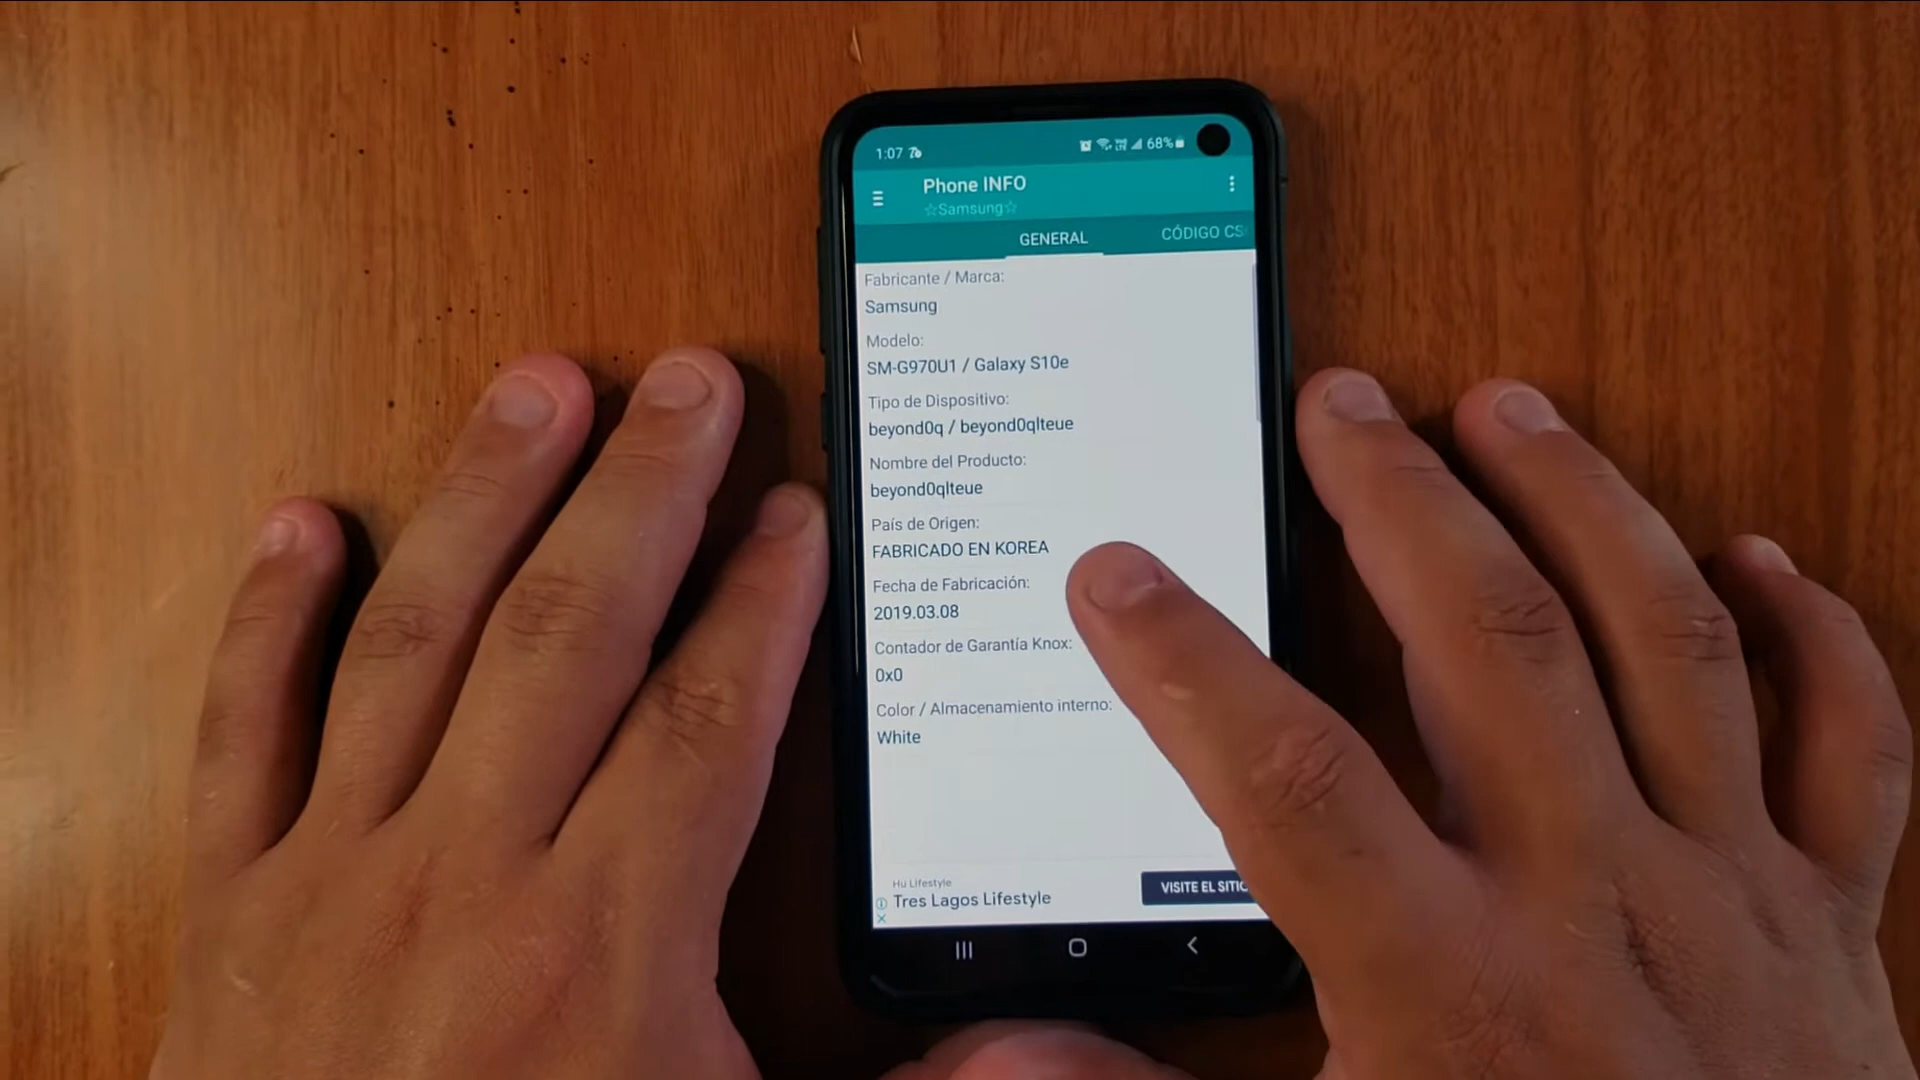 1:07
68%
Phone INFO
☆Samsung☆
GENERAL
CÓDIGO CS
Fabricante / Marca:
Samsung
Modelo:
SM-G970U1 / Galaxy S10e
Tipo de Dispositivo:
beyond0q / beyond0qlteue
Nombre del Producto:
beyond0qlteue
País de Origen:
FABRICADO EN KOREA
Fecha de Fabricación:
2019.03.08
Contador de Garantía Knox:
0x0
Color / Almacenamiento interno:
White
Hu Lifestyle
Tres Lagos Lifestyle
VISITE EL SITIO